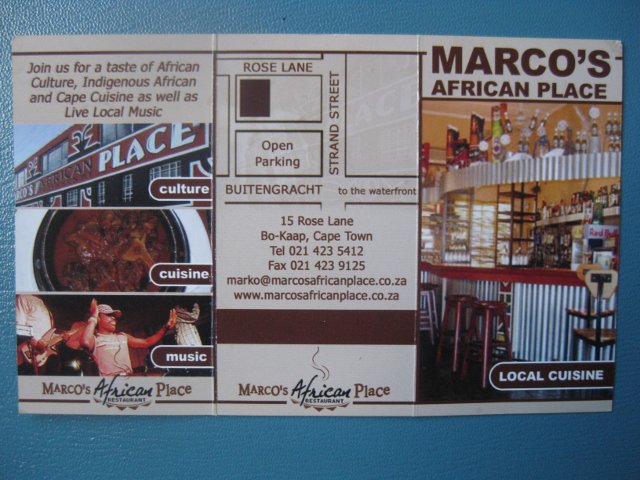 Join us for a taste of African
Culture, Indigenous African
and Cape Cuisine as well as
Live Local Music
AFRICAN PLACE
culture
cuisine
music
MARCO'S African Place
RESTAURANT
ROSE LANE
STRAND STREET
Open
Parking
BUITENGRACHT
to the waterfront
15 Rose Lane
Bo-Kaap, Cape Town
Tel 021 423 5412
Fax 021 423 9125
marko@marcosafricanplace.co.za
www.marcosafricanplace.co.za
MARCO'S African Place
RESTAURANT
MARCO'S
AFRICAN PLACE
Red Bull
LOCAL CUISINE